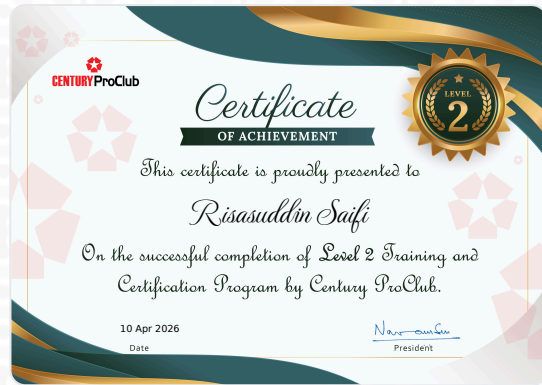 CENTURY ProClub
LEVEL
2
Certificate
OF ACHIEVEMENT
This certificate is proudly presented to
Risasuddin Saifi
On the successful completion of Level 2 Training and
Certification Program by Century ProClub.
10 Apr 2026
Date
President